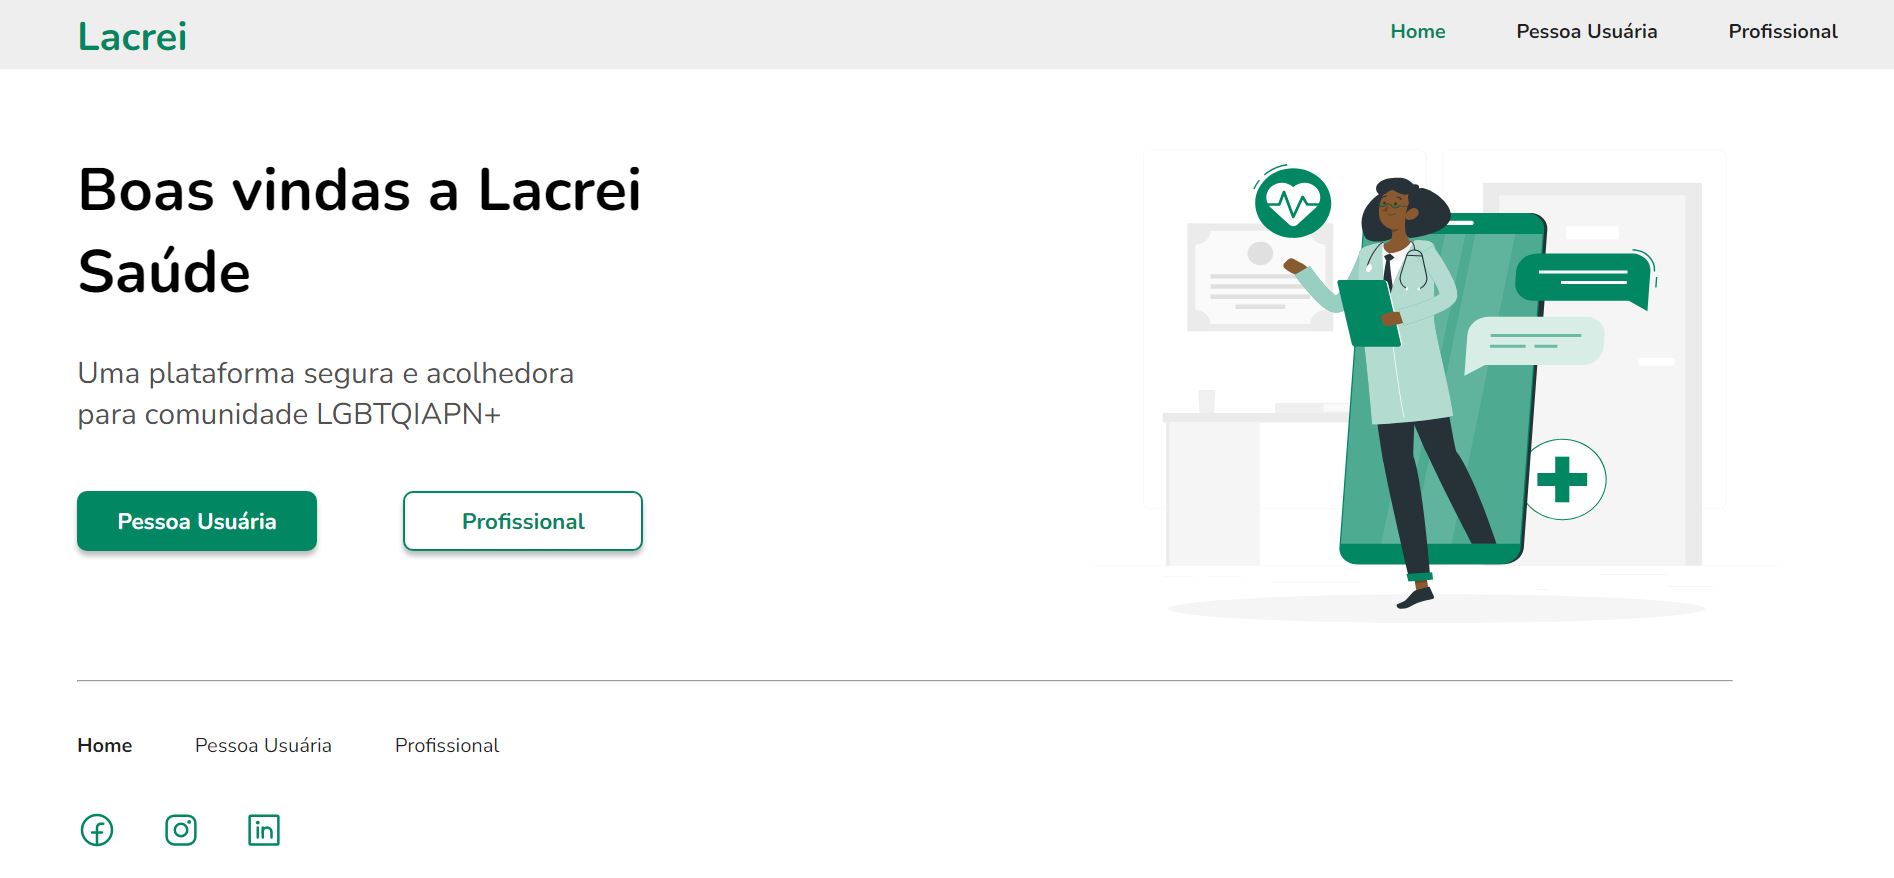 Lacrei
Home Pessoa Usuária Profissional
Boas vindas a Lacrei
Saúde
Uma plataforma segura e acolhedora
para comunidade LGBTQIAPN+
Pessoa Usuária Profissional
Home Pessoa Usuária Profissional
in